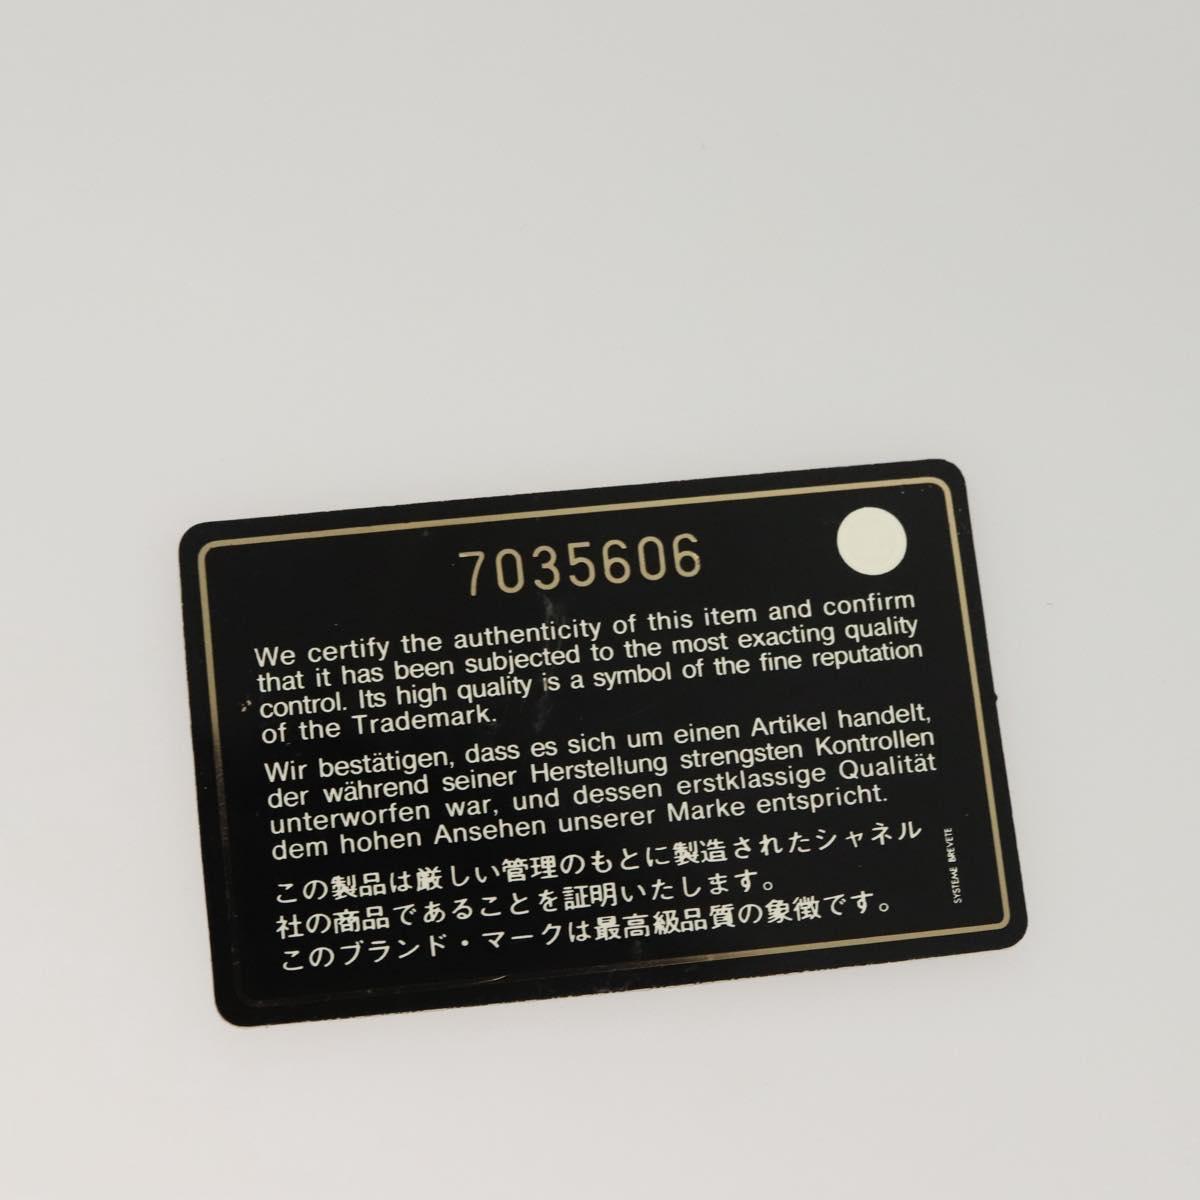 7035606
We certify the authenticity of this item and confirm
that it has been subjected to the most exacting quality
control. Its high quality is a symbol of the fine reputation
of the Trademark.
Wir bestätigen, dass es sich um einen Artikel handelt,
der während seiner Herstellung strengsten Kontrollen
unterworfen war, und dessen erstklassige Qualität
dem hohen Ansehen unserer Marke entspricht.
この製品は厳しい管理のもとに製造されたシャネル
社の商品であることを証明いたします。
このブランド・マークは最高級品質の象徴です。
SYSTEME BREVETE